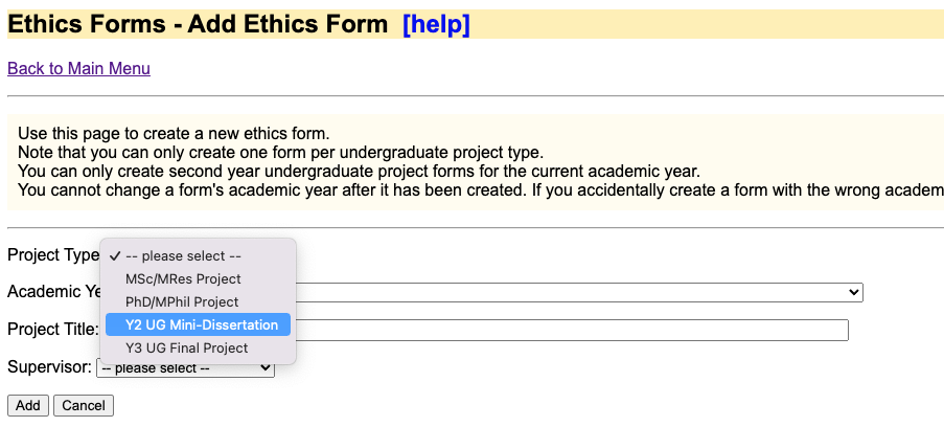 Ethics Forms - Add Ethics Form [help]
Back to Main Menu
Use this page to create a new ethics form.
Note that you can only create one form per undergraduate project type.
You can only create second year undergraduate project forms for the current academic year.
You cannot change a form's academic year after it has been created. If you accidentally create a form with the wrong academ
Project Type
✓ -- please select --
MSc/MRes Project
Academic Ye
PhD/MPhil Project
Project Title:
Y2 UG Mini-Dissertation
Y3 UG Final Project
Supervisor: -- please select --
Add Cancel